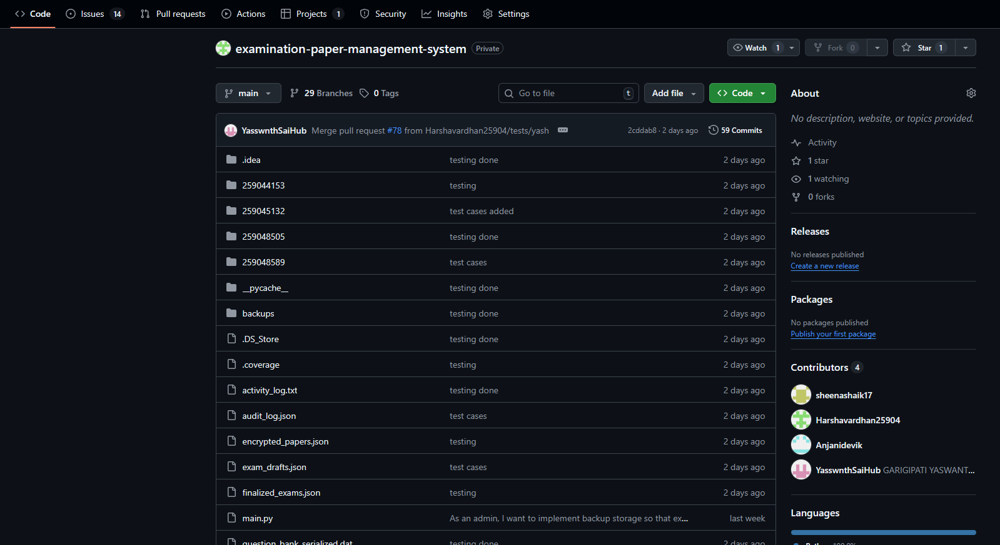 Code Issues 14 Pull requests Actions Projects 1 Security Insights Settings
examination-paper-management-system Private Watch 1 Fork 0 Star 1
main 29 Branches 0 Tags Go to file t Add file Code
YasswnthSaiHub Merge pull request #78 from Harshavardhan25904/tests/yash 2cddab8 · 2 days ago 59 Commits
.idea testing done 2 days ago
259044153 testing 2 days ago
259045132 test cases added 2 days ago
259048505 testing done 2 days ago
259048589 test cases 2 days ago
__pycache__ testing done 2 days ago
backups testing done 2 days ago
.DS_Store testing done 2 days ago
.coverage testing 2 days ago
activity_log.txt testing done 2 days ago
audit_log.json test cases 2 days ago
encrypted_papers.json testing 2 days ago
exam_drafts.json test cases 2 days ago
finalized_exams.json testing 2 days ago
main.py As an admin, I want to implement backup storage so that ex... last week
question_bank_serialized.dat testing done 2 days ago
About
No description, website, or topics provided.
Activity
1 star
1 watching
0 forks
Releases
No releases published
Create a new release
Packages
No packages published
Publish your first package
Contributors 4
sheenashaik17
Harshavardhan25904
Anjanidevik
YasswnthSaiHub GARIGIPATI YASWANT...
Languages
Python 100.0%